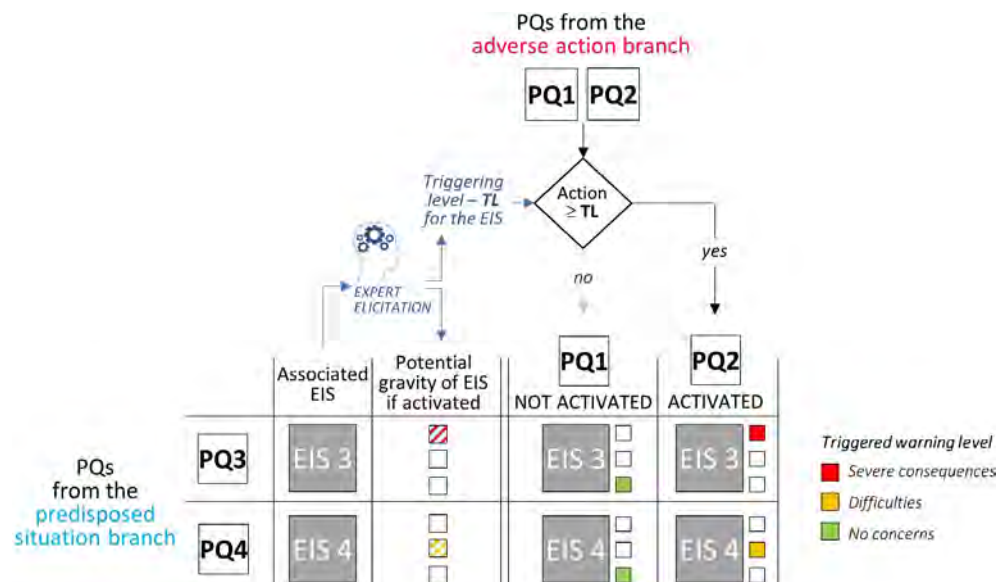 PQs from the
adverse action branch
PQ1 PQ2
Triggering
level – TL
for the EIS
Action
≥ TL
yes
no
EXPERT
ELICITATION
Associated
EIS
Potential
gravity of EIS
if activated
PQ1
NOT ACTIVATED
PQ2
ACTIVATED
PQs
from the
predisposed
situation branch
PQ3
EIS 3
EIS 3
EIS 3
PQ4
EIS 4
EIS 4
EIS 4
Triggered warning level
Severe consequences
Difficulties
No concerns